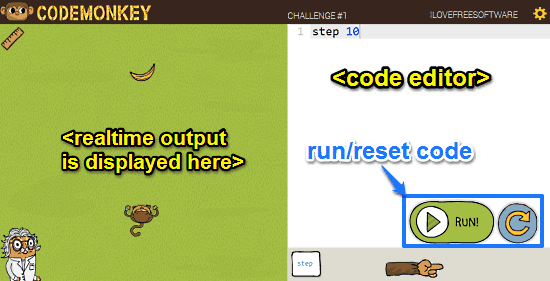 CODEMONKEY
CHALLENGE #1
ILOVEFREESOFTWARE
1 step 10
<code editor>
<realtime output
is displayed here>
run/reset code
RUN!
step